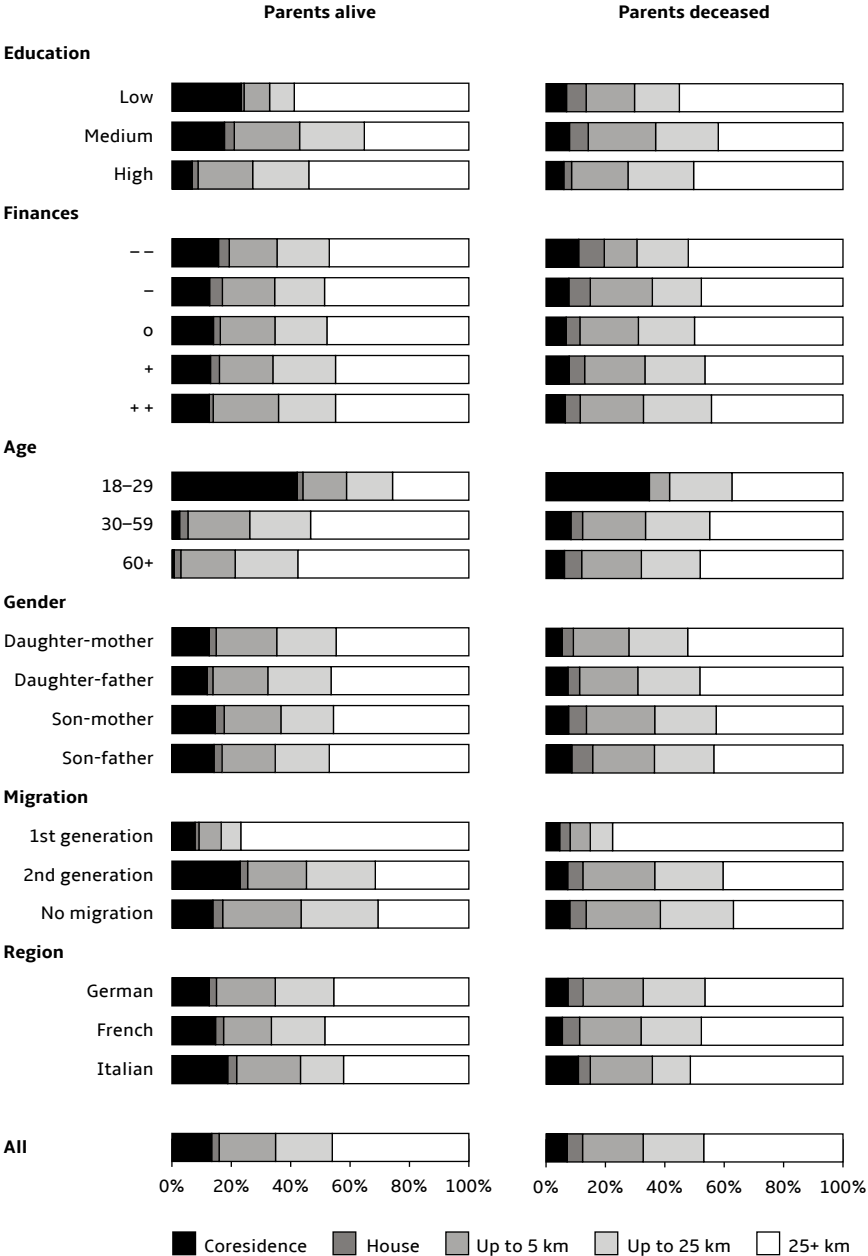 Parents alive Parents deceased
Education
Low
Medium
High
Finances
– –
–
o
+
+ +
Age
18–29
30–59
60+
Gender
Daughter-mother
Daughter-father
Son-mother
Son-father
Migration
1st generation
2nd generation
No migration
Region
German
French
Italian
All
0% 20% 40% 60% 80% 100% 0% 20% 40% 60% 80% 100%
Coresidence House Up to 5 km Up to 25 km 25+ km